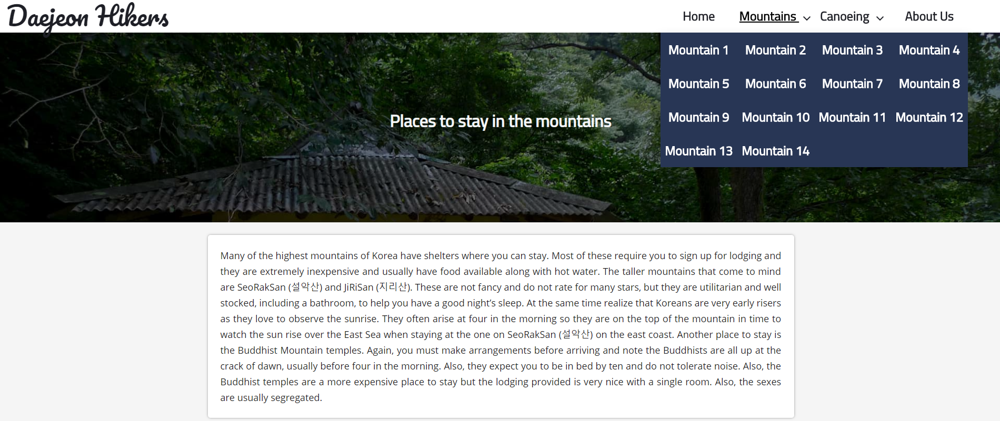 Daejeon Hikers
Home Mountains Canoeing About Us
Mountain 1 Mountain 2 Mountain 3 Mountain 4
Mountain 5 Mountain 6 Mountain 7 Mountain 8
Mountain 9 Mountain 10 Mountain 11 Mountain 12
Mountain 13 Mountain 14
Places to stay in the mountains
Many of the highest mountains of Korea have shelters where you can stay. Most of these require you to sign up for lodging and
they are extremely inexpensive and usually have food available along with hot water. The taller mountains that come to mind
are SeoRakSan (설악산) and JiRiSan (지리산). These are not fancy and do not rate for many stars, but they are utilitarian and well
stocked, including a bathroom, to help you have a good night’s sleep. At the same time realize that Koreans are very early risers
as they love to observe the sunrise. They often arise at four in the morning so they are on the top of the mountain in time to
watch the sun rise over the East Sea when staying at the one on SeoRakSan (설악산) on the east coast. Another place to stay is
the Buddhist Mountain temples. Again, you must make arrangements before arriving and note the Buddhists are all up at the
crack of dawn, usually before four in the morning. Also, they expect you to be in bed by ten and do not tolerate noise. Also, the
Buddhist temples are a more expensive place to stay but the lodging provided is very nice with a single room. Also, the sexes
are usually segregated.